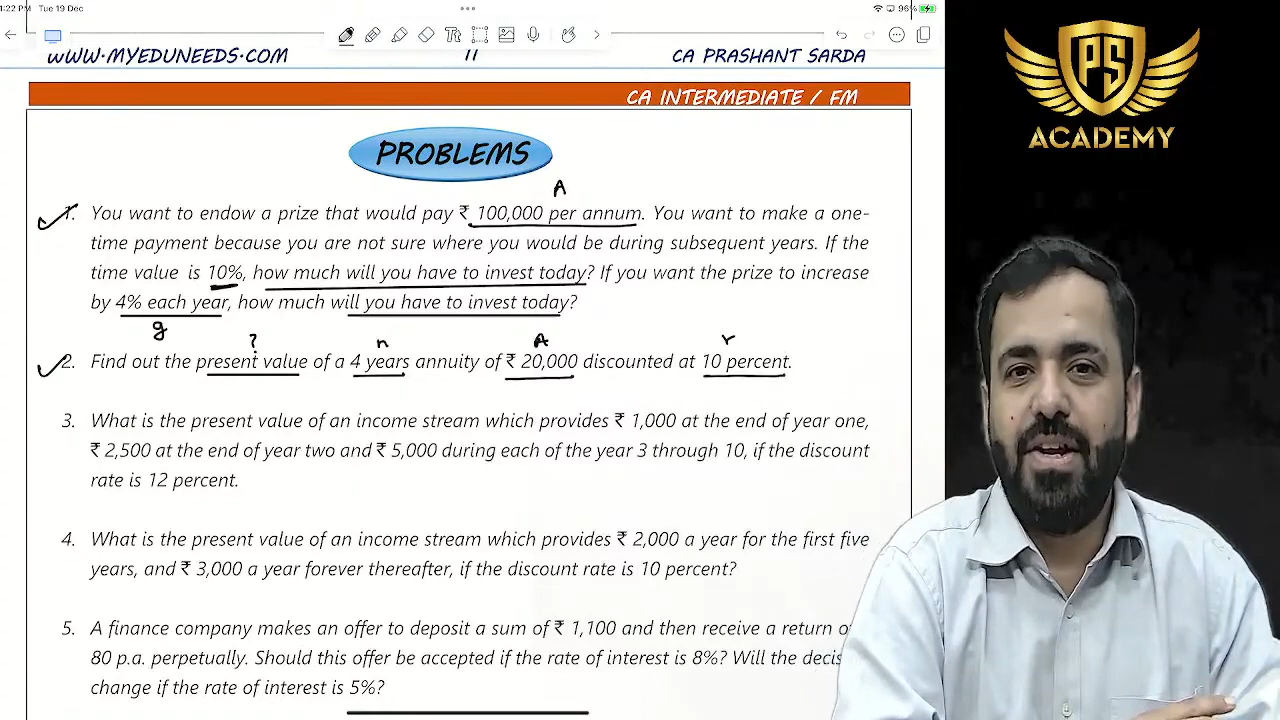 1:22 PM Tue 19 Dec
96%
WWW.MYEDUNEEDS.COM 11 CA PRASHANT SARDA
CA INTERMEDIATE / FM
PS
ACADEMY
PROBLEMS
A
1. You want to endow a prize that would pay ₹ 100,000 per annum. You want to make a one-
time payment because you are not sure where you would be during subsequent years. If the
time value is 10%, how much will you have to invest today? If you want the prize to increase
by 4% each year, how much will you have to invest today?
g
? n A r
2. Find out the present value of a 4 years annuity of ₹ 20,000 discounted at 10 percent.
3. What is the present value of an income stream which provides ₹ 1,000 at the end of year one,
₹ 2,500 at the end of year two and ₹ 5,000 during each of the year 3 through 10, if the discount
rate is 12 percent.
4. What is the present value of an income stream which provides ₹ 2,000 a year for the first five
years, and ₹ 3,000 a year forever thereafter, if the discount rate is 10 percent?
5. A finance company makes an offer to deposit a sum of ₹ 1,100 and then receive a return
80 p.a. perpetually. Should this offer be accepted if the rate of interest is 8%? Will the
change if the rate of interest is 5%?